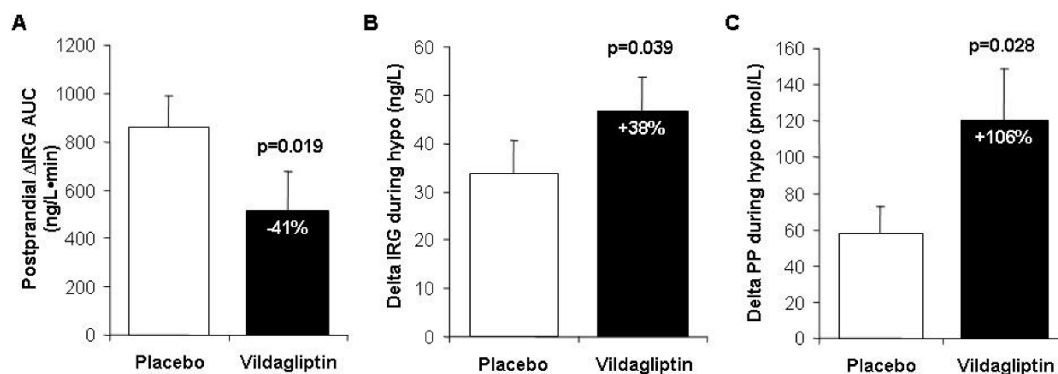 A
Postprandial ΔIRG AUC
(ng/L•min)
1200
1000
800
600
400
200
0
p=0.019
-41%
Placebo
Vildagliptin
B
Delta IRG during hypo (ng/L)
60
50
40
30
20
10
0
p=0.039
+38%
Placebo
Vildagliptin
C
Delta PP during hypo (pmol/L)
160
140
120
100
80
60
40
20
0
p=0.028
+106%
Placebo
Vildagliptin